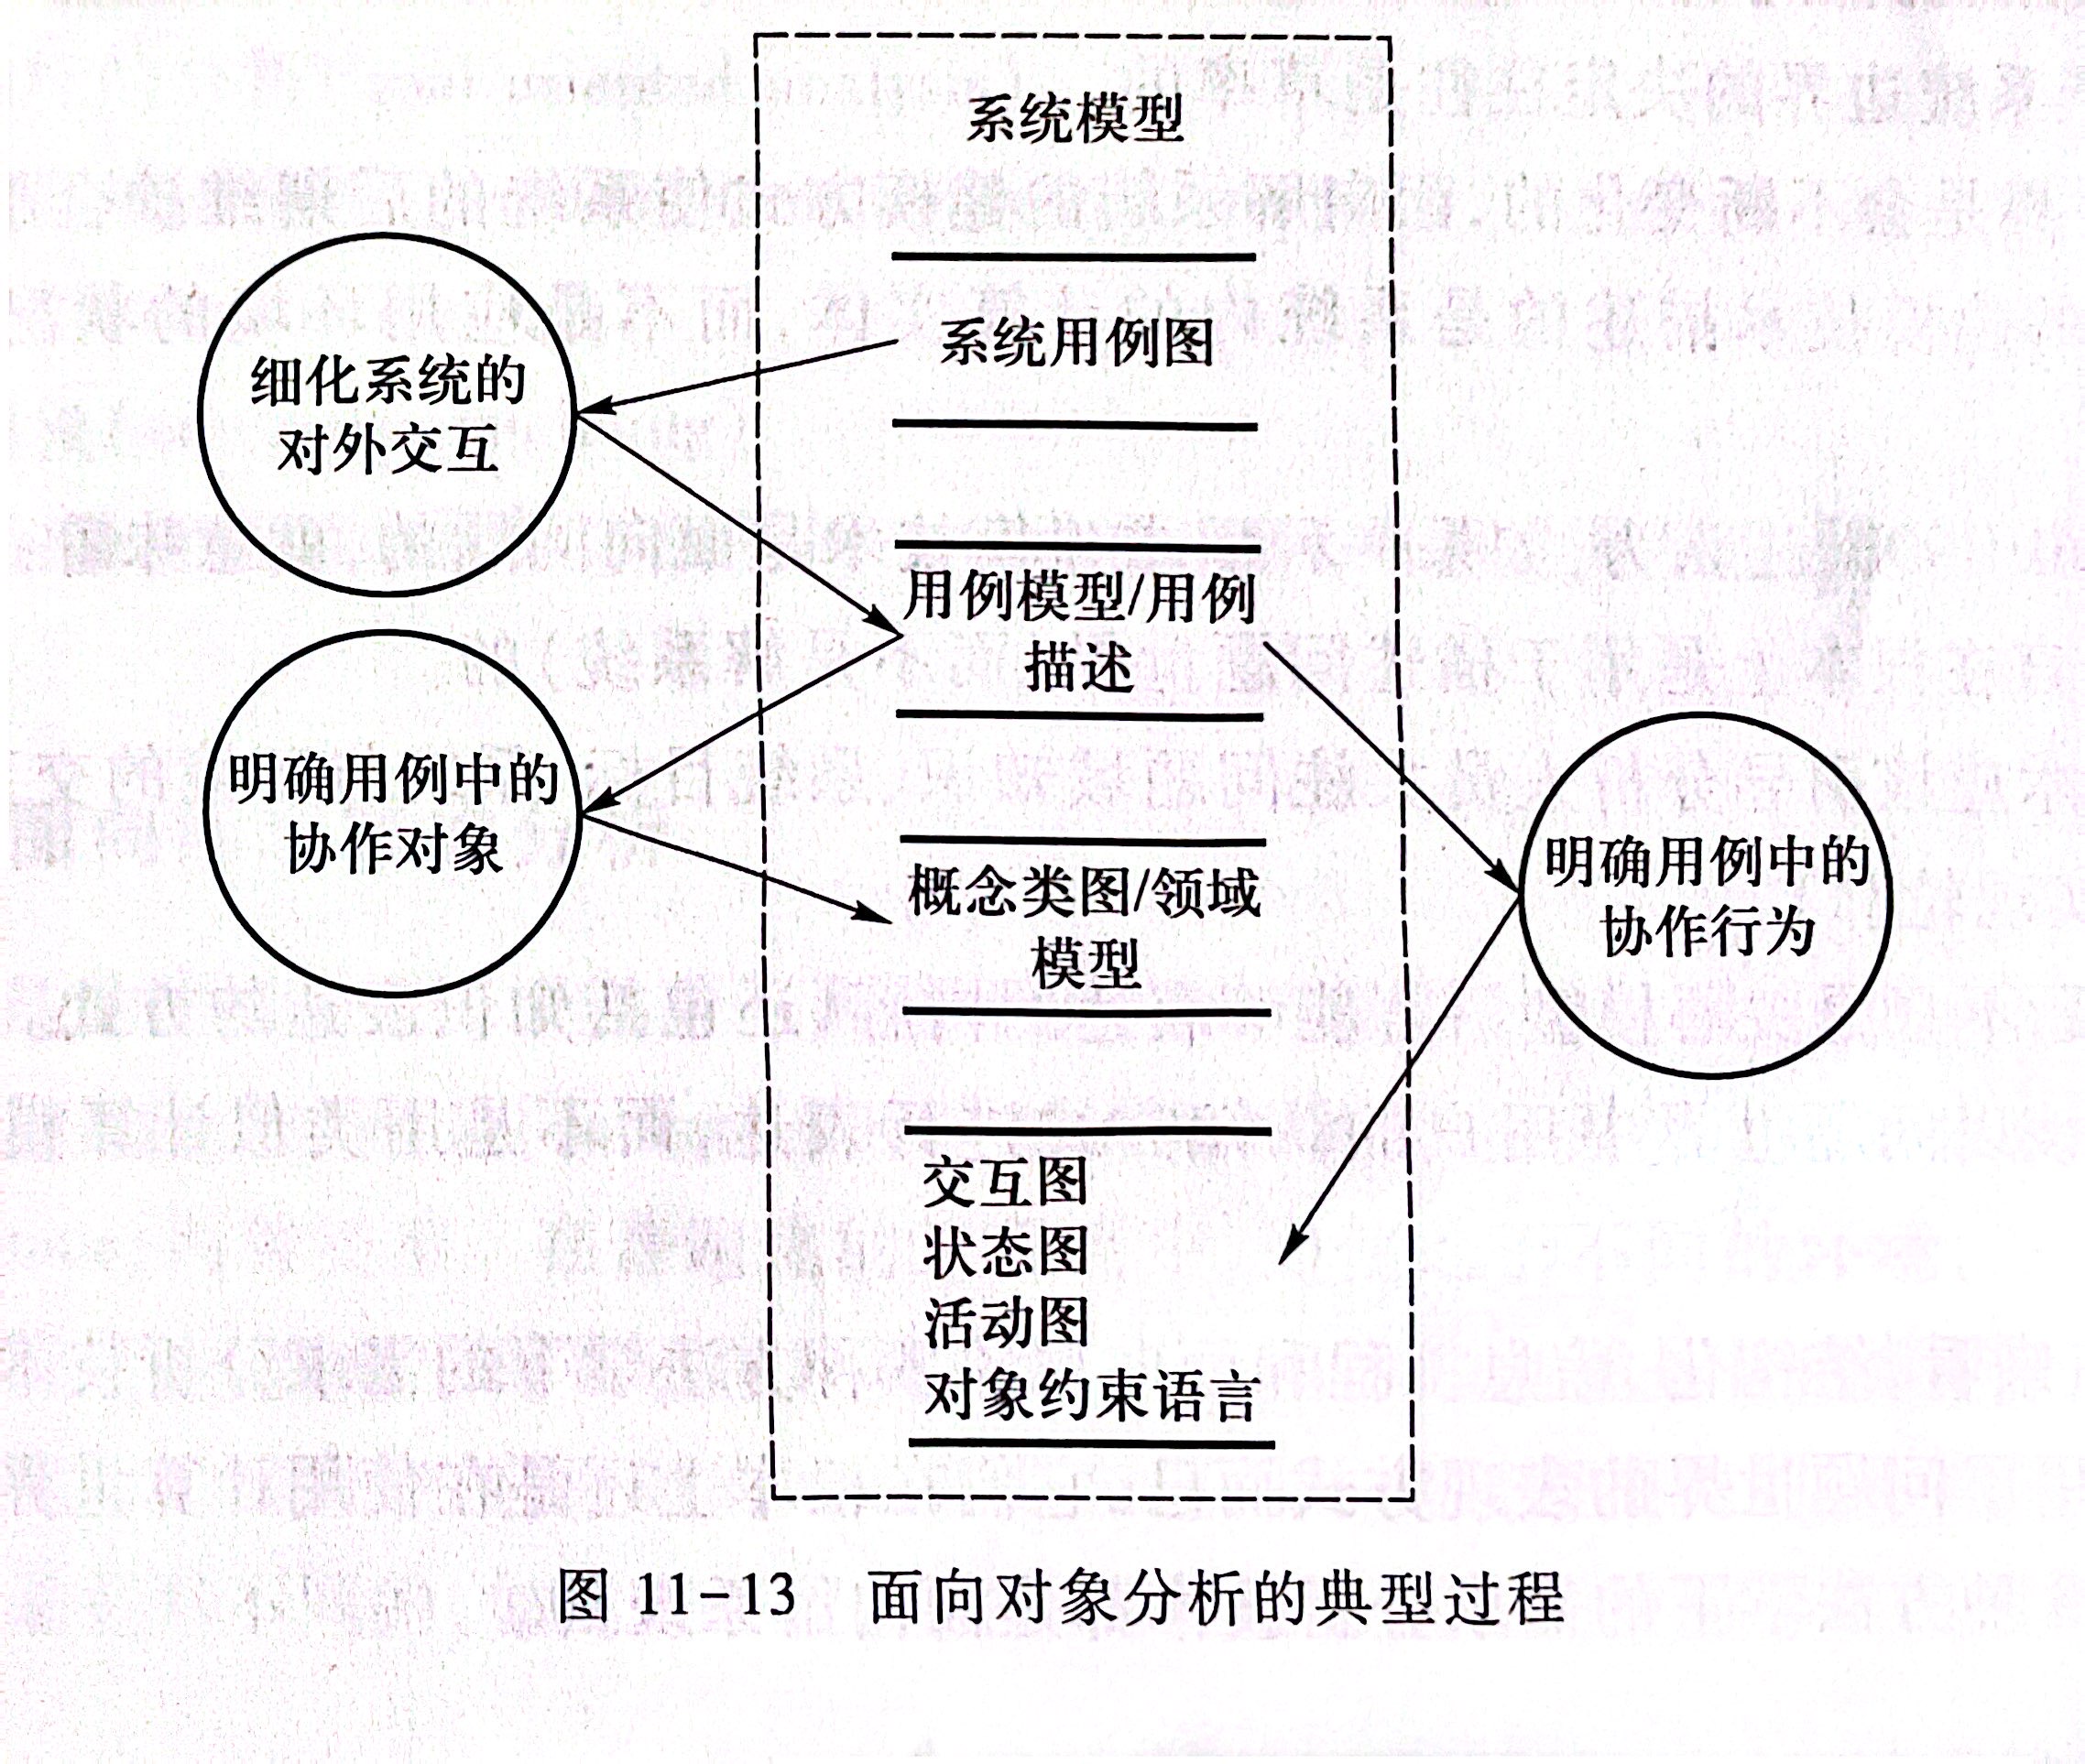 系统模型
系统用例图
细化系统的
对外交互
用例模型/用例
描述
明确用例中的
协作对象
概念类图/领域
模型
明确用例中的
协作行为
交互图
状态图
活动图
对象约束语言
图 11-13 面向对象分析的典型过程